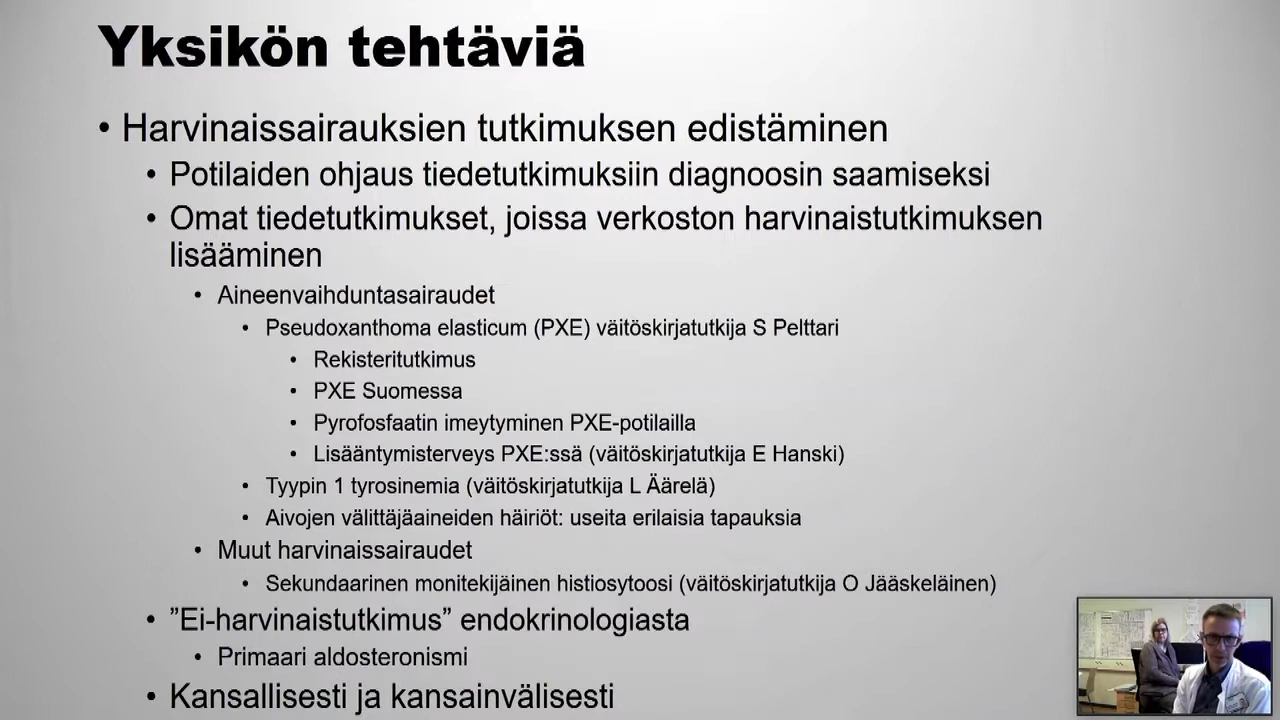 Yksikön tehtäviä
• Harvinaissairauksien tutkimuksen edistäminen
• Potilaiden ohjaus tiedetutkimuksiin diagnoosin saamiseksi
• Omat tiedetutkimukset, joissa verkoston harvinaistutkimuksen
lisääminen
• Aineenvaihduntasairaudet
• Pseudoxanthoma elasticum (PXE) väitöskirjatutkija S Pelttari
• Rekisteritutkimus
• PXE Suomessa
• Pyrofosfaatin imeytyminen PXE-potilailla
• Lisääntymisterveys PXE:ssä (väitöskirjatutkija E Hanski)
• Tyypin 1 tyrosinemia (väitöskirjatutkija L Äärelä)
• Aivojen välittäjäaineiden häiriöt: useita erilaisia tapauksia
• Muut harvinaissairaudet
• Sekundaarinen monitekijäinen histiosytoosi (väitöskirjatutkija O Jääskeläinen)
• ”Ei-harvinaistutkimus” endokrinologiasta
• Primaari aldosteronismi
• Kansallisesti ja kansainvälisesti